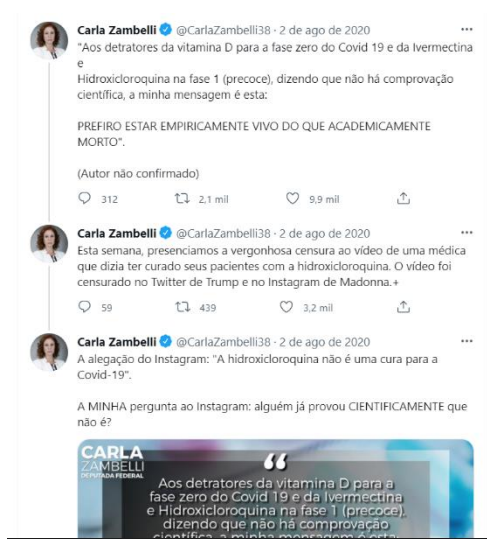 Carla Zambelli @CarlaZambelli38 · 2 de ago de 2020
"Aos detratores da vitamina D para a fase zero do Covid 19 e da Ivermectina
e
Hidroxicloroquina na fase 1 (precoce), dizendo que não há comprovação
científica, a minha mensagem é esta:
PREFIRO ESTAR EMPIRICAMENTE VIVO DO QUE ACADEMICAMENTE
MORTO".
(Autor não confirmado)
312 2,1 mil 9,9 mil
Carla Zambelli @CarlaZambelli38 · 2 de ago de 2020
Esta semana, presenciamos a vergonhosa censura ao vídeo de uma médica
que dizia ter curado seus pacientes com a hidroxicloroquina. O vídeo foi
censurado no Twitter de Trump e no Instagram de Madonna.+
59 439 3,2 mil
Carla Zambelli @CarlaZambelli38 · 2 de ago de 2020
A alegação do Instagram: "A hidroxicloroquina não é uma cura para a
Covid-19".
A MINHA pergunta ao Instagram: alguém já provou CIENTIFICAMENTE que
não é?
CARLA
ZAMBELLI
DEPUTADA FEDERAL
Aos detratores da vitamina D para a
fase zero do Covid 19 e da Ivermectina
e Hidroxicloroquina na fase 1 (precoce),
dizendo que não há comprovação
científica, a minha mensagem é esta: